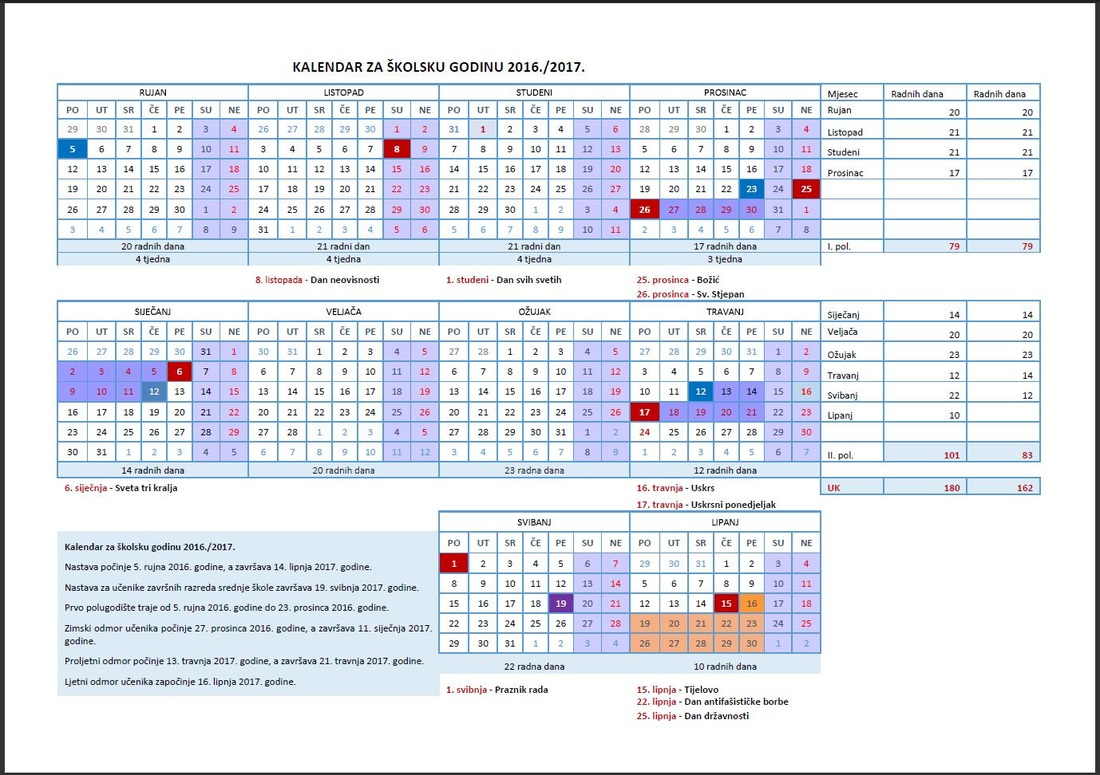 KALENDAR ZA ŠKOLSKU GODINU 2016./2017.
RUJAN LISTOPAD STUDENI PROSINAC Mjesec Radnih dana Radnih dana
PO UT SR ČE PE SU NE PO UT SR ČE PE SU NE PO UT SR ČE PE SU NE PO UT SR ČE PE SU NE Rujan 20 20
29 30 31 1 2 3 4 26 27 28 29 30 1 2 31 1 2 3 4 5 6 28 29 30 1 2 3 4 Listopad 21 21
5 6 7 8 9 10 11 3 4 5 6 7 8 9 7 8 9 10 11 12 13 5 6 7 8 9 10 11 Studeni 21 21
12 13 14 15 16 17 18 10 11 12 13 14 15 16 14 15 16 17 18 19 20 12 13 14 15 16 17 18 Prosinac 17 17
19 20 21 22 23 24 25 17 18 19 20 21 22 23 21 22 23 24 25 26 27 19 20 21 22 23 24 25
26 27 28 29 30 1 2 24 25 26 27 28 29 30 28 29 30 1 2 3 4 26 27 28 29 30 31 1
3 4 5 6 7 8 9 31 1 2 3 4 5 6 5 6 7 8 9 10 11 2 3 4 5 6 7 8
20 radnih dana 21 radni dan 21 radni dan 17 radnih dana I. pol. 79 79
4 tjedna 4 tjedna 4 tjedna 3 tjedna
8. listopada - Dan neovisnosti 1. studeni - Dan svih svetih 25. prosinca - Božić
26. prosinca - Sv. Stjepan
SIJEČANJ VELJAČA OŽUJAK TRAVANJ Siječanj 14 14
PO UT SR ČE PE SU NE PO UT SR ČE PE SU NE PO UT SR ČE PE SU NE PO UT SR ČE PE SU NE Veljača 20 20
26 27 28 29 30 31 1 30 31 1 2 3 4 5 27 28 1 2 3 4 5 27 28 29 30 31 1 2 Ožujak 23 23
2 3 4 5 6 7 8 6 7 8 9 10 11 12 6 7 8 9 10 11 12 3 4 5 6 7 8 9 Travanj 12 14
9 10 11 12 13 14 15 13 14 15 16 17 18 19 13 14 15 16 17 18 19 10 11 12 13 14 15 16 Svibanj 22 12
16 17 18 19 20 21 22 20 21 22 23 24 25 26 20 21 22 23 24 25 26 17 18 19 20 21 22 23 Lipanj 10
23 24 25 26 27 28 29 27 28 1 2 3 4 5 27 28 29 30 31 1 2 24 25 26 27 28 29 30
30 31 1 2 3 4 5 6 7 8 9 10 11 12 3 4 5 6 7 8 9 1 2 3 4 5 6 7 II. pol. 101 83
14 radnih dana 20 radnih dana 23 radna dana 12 radnih dana
6. siječnja - Sveta tri kralja 16. travnja - Uskrs UK 180 162
17. travnja - Uskrsni ponedjeljak
SVIBANJ LIPANJ
PO UT SR ČE PE SU NE PO UT SR ČE PE SU NE
1 2 3 4 5 6 7 29 30 31 1 2 3 4
8 9 10 11 12 13 14 5 6 7 8 9 10 11
15 16 17 18 19 20 21 12 13 14 15 16 17 18
22 23 24 25 26 27 28 19 20 21 22 23 24 25
29 30 31 1 2 3 4 26 27 28 29 30 1 2
22 radna dana 10 radnih dana
1. svibnja - Praznik rada 15. lipnja - Tijelovo
22. lipnja - Dan antifašističke borbe
25. lipnja - Dan državnosti
Kalendar za školsku godinu 2016./2017.
Nastava počinje 5. rujna 2016. godine, a završava 14. lipnja 2017. godine.
Nastava za učenike završnih razreda srednje škole završava 19. svibnja 2017. godine.
Prvo polugodište traje od 5. rujna 2016. godine do 23. prosinca 2016. godine.
Zimski odmor učenika počinje 27. prosinca 2016. godine, a završava 11. siječnja 2017.
godine.
Proljetni odmor počinje 13. travnja 2017. godine, a završava 21. travnja 2017. godine.
Ljetni odmor učenika započinje 16. lipnja 2017. godine.